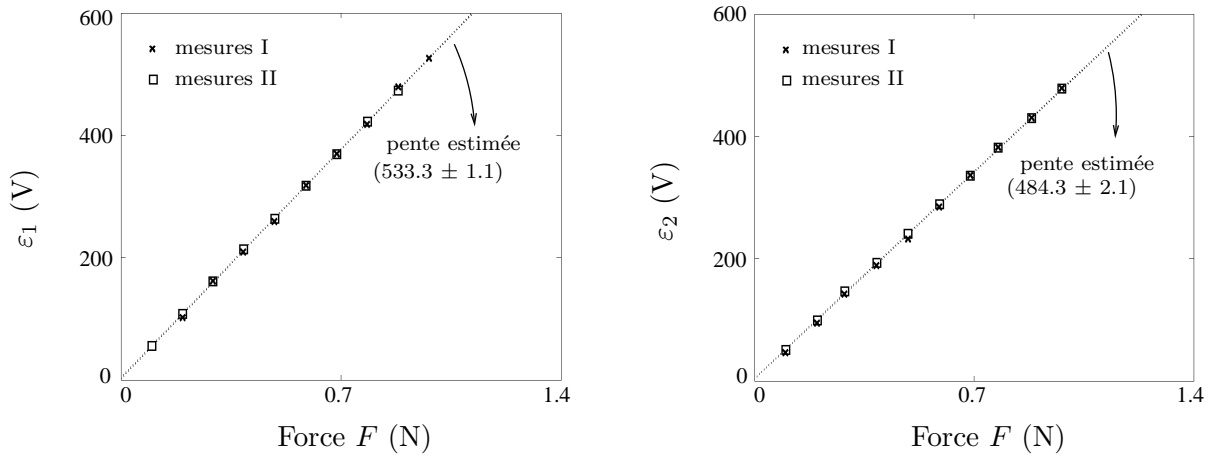 600
400
200
0
ε1 (V)
× mesures I
□ mesures II
pente estimée
(533.3 ± 1.1)
0 0.7 1.4
Force F (N)
600
400
200
0
ε2 (V)
× mesures I
□ mesures II
pente estimée
(484.3 ± 2.1)
0 0.7 1.4
Force F (N)